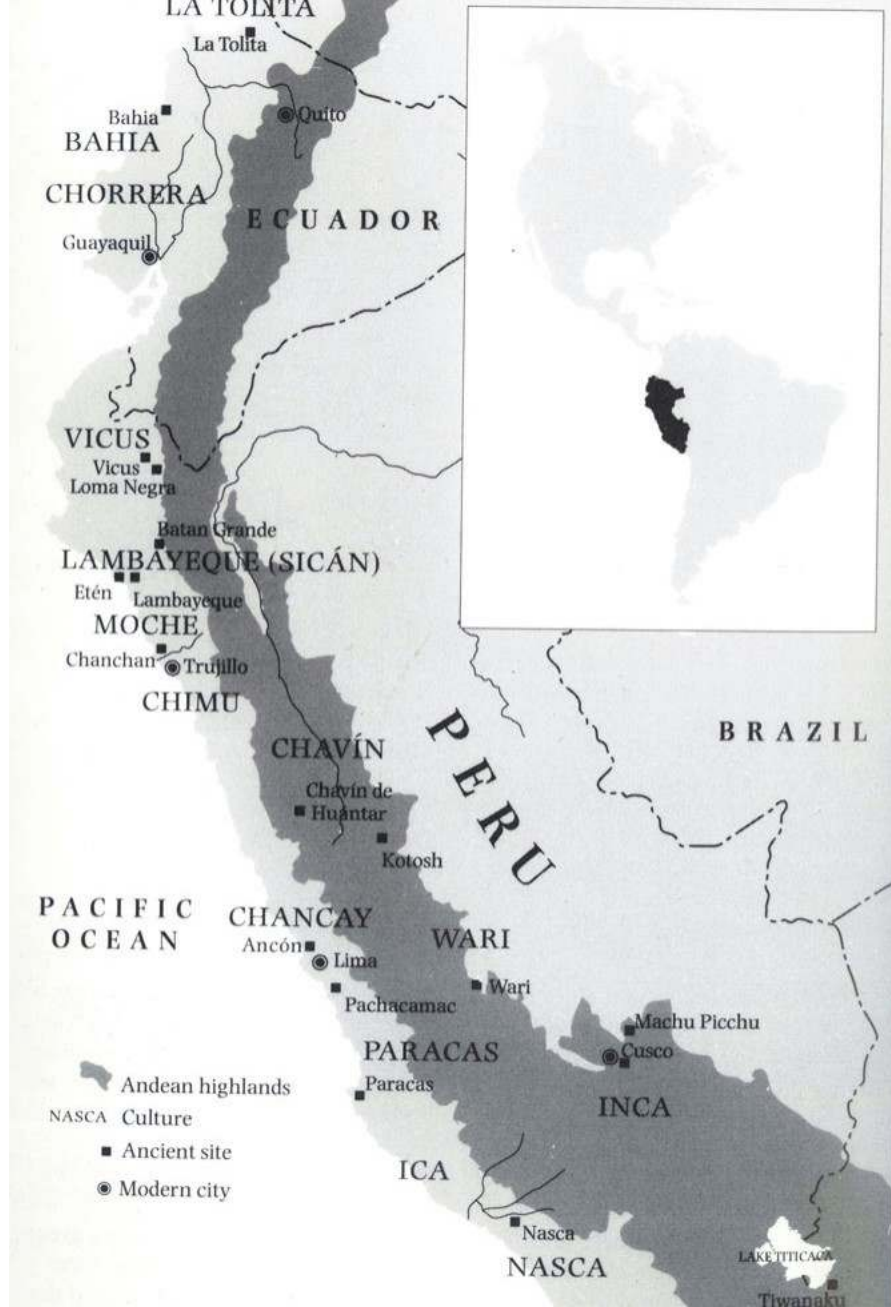 LA TOLITA
La Tolita
Quito
Bahia
BAHIA
CHORRERA
ECUADOR
Guayaquil
VICUS
Vicus
Loma Negra
Batan Grande
LAMBAYEQUE (SICÁN)
Etén
Lambayeque
MOCHE
Chanchan
Trujillo
CHIMU
PERU
BRAZIL
CHAVÍN
Chavín de
Huántar
Kotosh
PACIFIC
OCEAN
CHANCAY
Ancón
Lima
WARI
Wari
Pachacamac
Machu Picchu
Cusco
PARACAS
Paracas
INCA
Andean highlands
NASCA Culture
Ancient site
Modern city
ICA
Nasca
NASCA
LAKE TITICACA
Tiwanaku